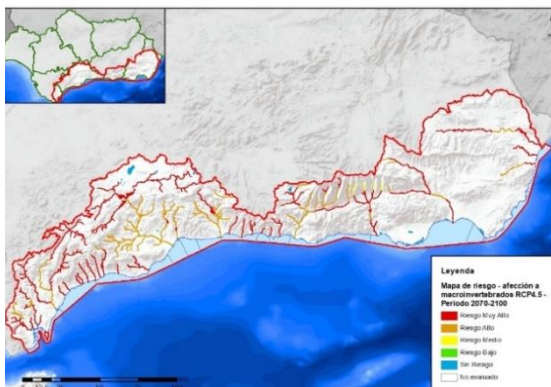 Leyenda
Mapa de riesgo - afección a
macroinvertebrados RCP4.5 -
Periodo 2070-2100
Riesgo Muy Alto
Riesgo Alto
Riesgo Medio
Riesgo Bajo
Sin Riesgo
No evaluado